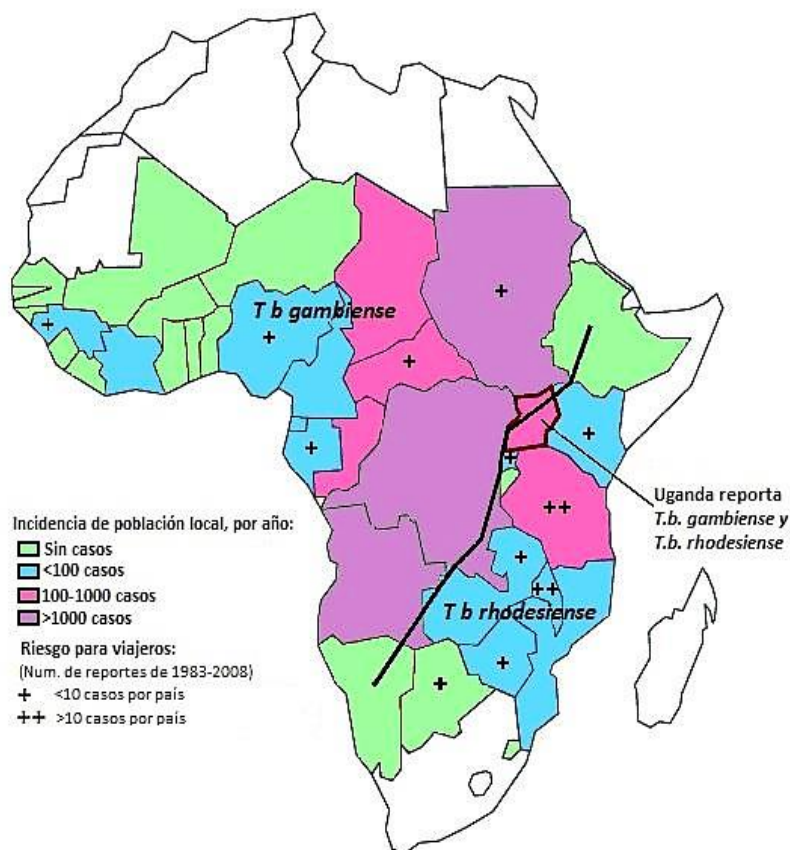 T b gambiense
Uganda reporta
T.b. gambiense y
T.b. rhodesiense
T b rhodesiense
Incidencia de población local, por año:
Sin casos
<100 casos
100-1000 casos
>1000 casos
Riesgo para viajeros:
(Num. de reportes de 1983-2008)
+ <10 casos por país
++ >10 casos por país